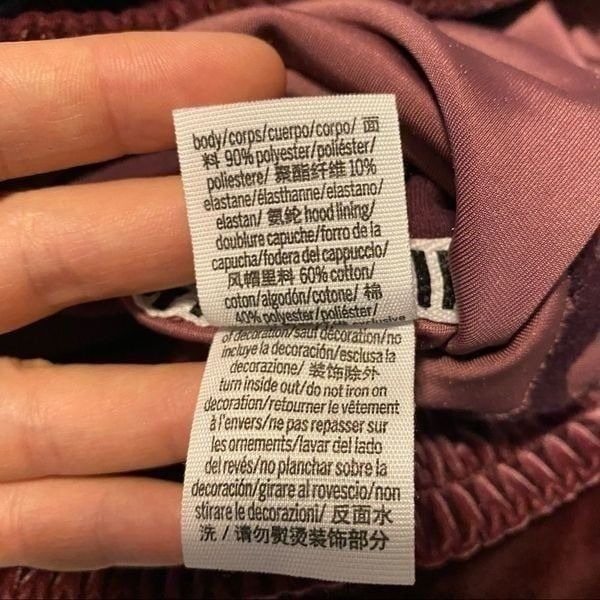 body/corps/cuerpo/corpo/ 面
料 90% polyester/poliéster/
poliestere/ 聚酯纤维 10%
elastane/élasthanne/elastano/
elastan/ 氨纶 hood lining/
doublure capuche/forro de la
capucha/fodera del cappuccio/
风帽里料 60% cotton/
coton/algodón/cotone/ 棉
40% polyester/poliéster/
exclusive
of decoration/sauf décoration/no
incluye la decoración/esclusa la
decorazione/ 装饰除外
turn inside out/do not iron on
decoration/retourner le vêtement
à l'envers/ne pas repasser sur
les ornements/lavar del lado
del revés/no planchar sobre la
decoración/girare al rovescio/non
stirare le decorazioni/ 反面水
洗 / 请勿熨烫装饰部分